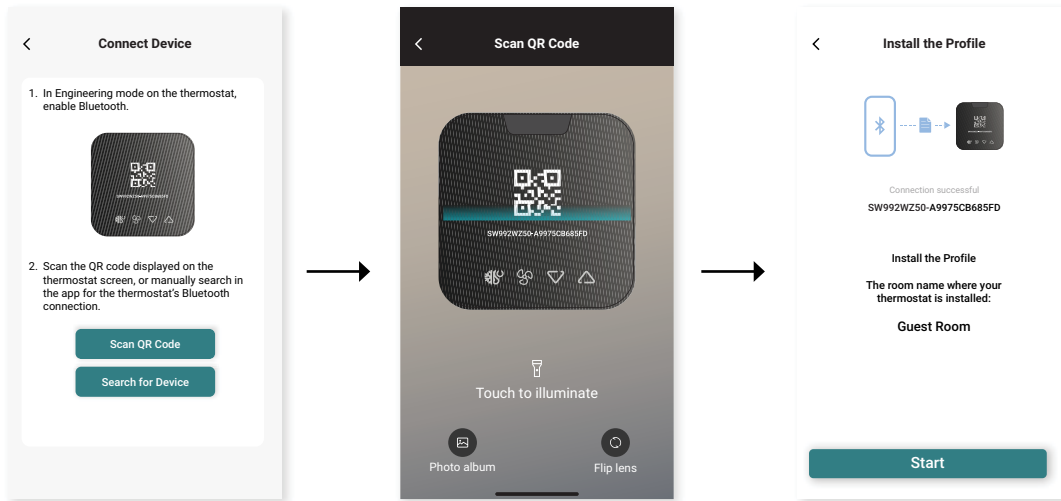 Connect Device
1. In Engineering mode on the thermostat,
enable Bluetooth.
2. Scan the QR code displayed on the
thermostat screen, or manually search in
the app for the thermostat's Bluetooth
connection.
Scan QR Code
Search for Device
Scan QR Code
SW992WZ50-A9975CB685FD
Touch to illuminate
Photo album
Flip lens
Install the Profile
Connection successful
SW992WZ50-A9975CB685FD
Install the Profile
The room name where your
thermostat is installed:
Guest Room
Start